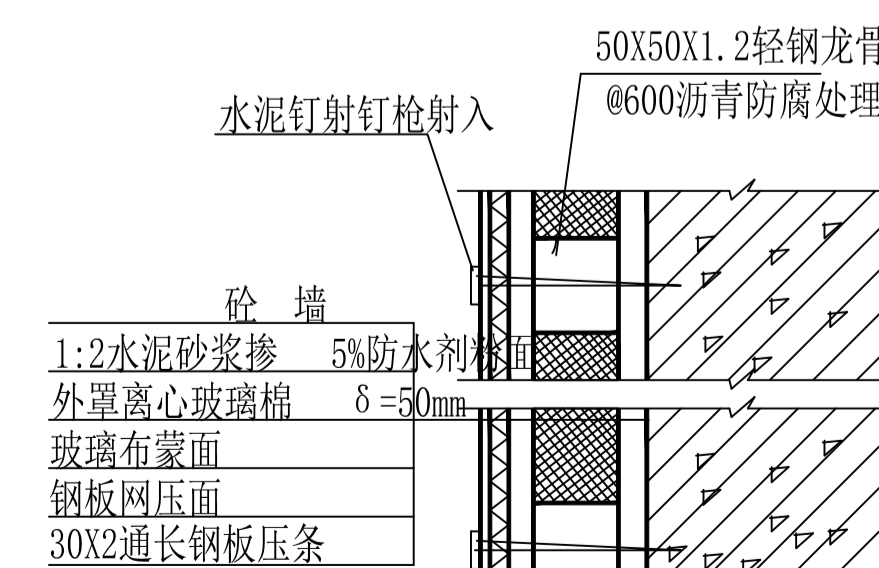 50X50X1.2轻钢龙骨
@600沥青防腐处理
水泥钉射钉枪射入
砼 墙
1:2水泥砂浆掺 5%防水剂粉面
外罩离心玻璃棉 δ=50mm
玻璃布蒙面
钢板网压面
30X2通长钢板压条